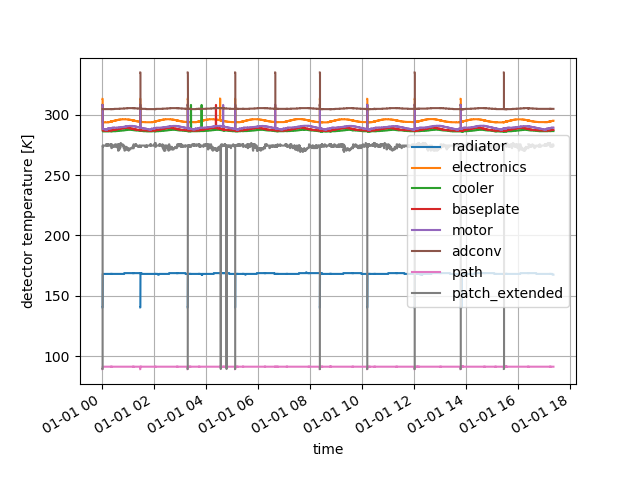 300
250
200
150
100
detector temperature [K]
radiator
electronics
cooler
baseplate
motor
adconv
path
patch_extended
01-01 00
01-01 02
01-01 04
01-01 06
01-01 08
01-01 10
01-01 12
01-01 14
01-01 16
01-01 18
time